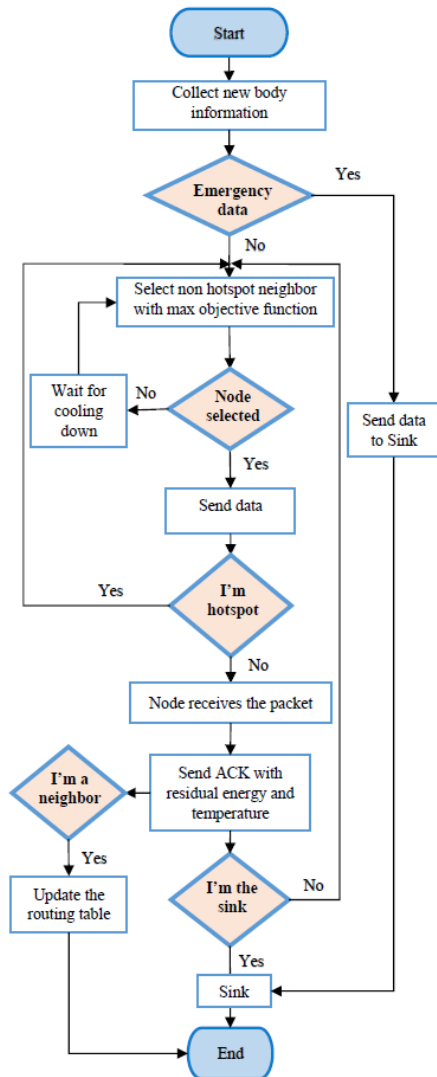 Start
Collect new body
information
Emergency
data
Yes
No
Select non hotspot neighbor
with max objective function
Wait for
cooling
down
No
Node
selected
Send data
to Sink
Yes
Send data
Yes
I'm
hotspot
No
Node receives the packet
I'm a
neighbor
Send ACK with
residual energy and
temperature
Yes
Update the
routing table
I'm the
sink
No
Yes
Sink
End